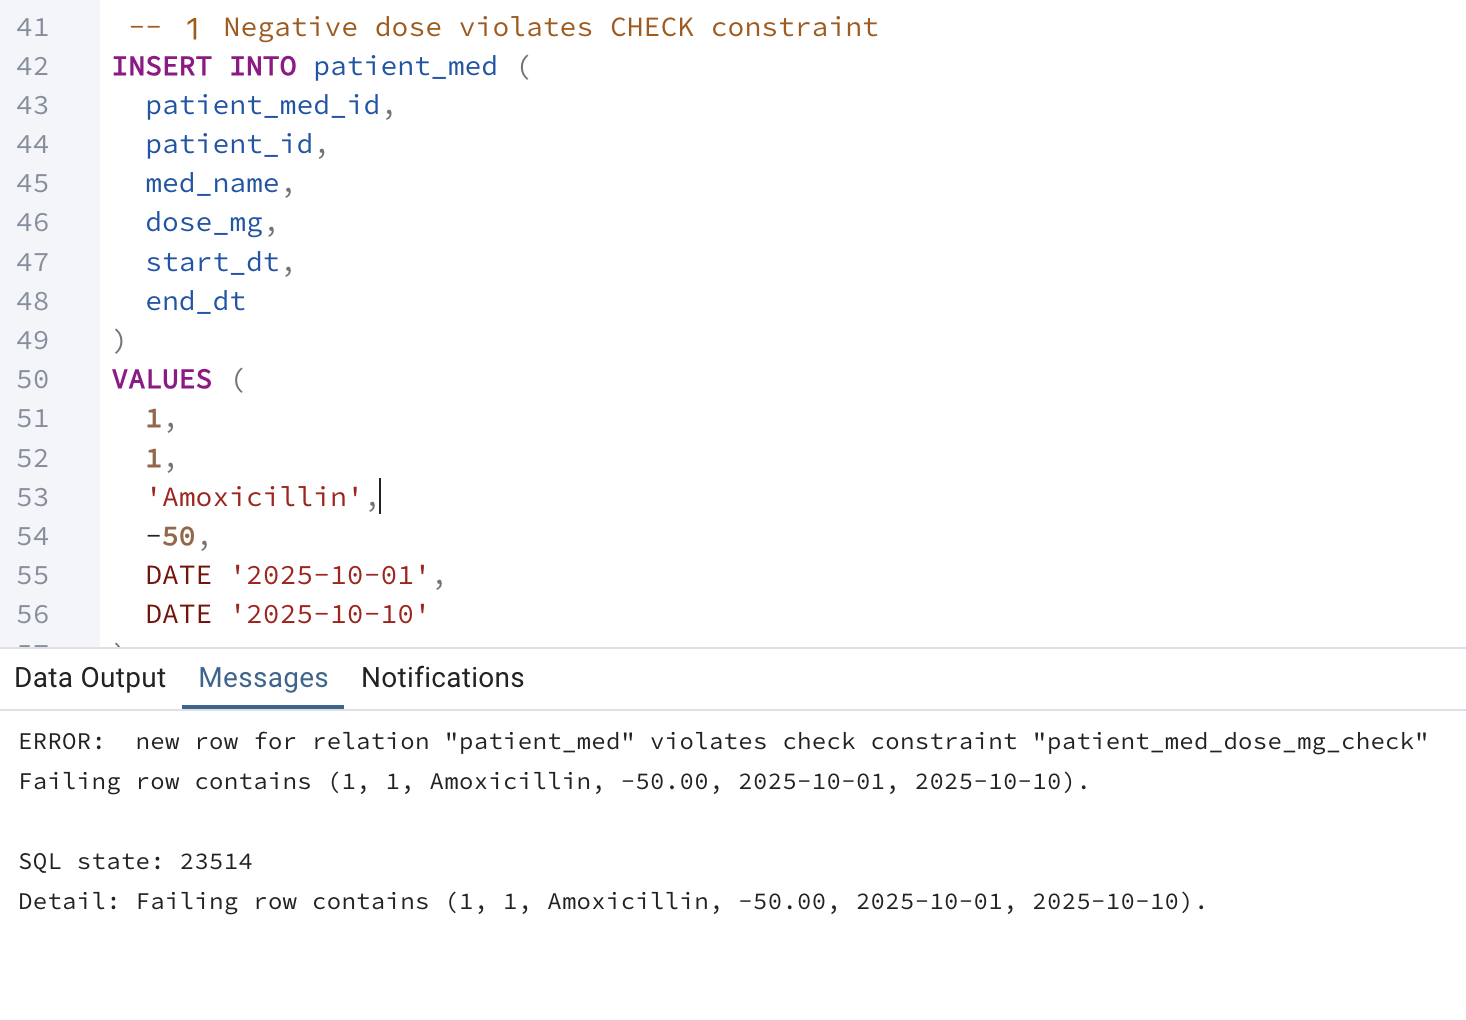 41 -- 1 Negative dose violates CHECK constraint
42 INSERT INTO patient_med (
43 patient_med_id,
44 patient_id,
45 med_name,
46 dose_mg,
47 start_dt,
48 end_dt
49 )
50 VALUES (
51 1,
52 1,
53 'Amoxicillin',
54 -50,
55 DATE '2025-10-01',
56 DATE '2025-10-10'
Data Output Messages Notifications
ERROR: new row for relation "patient_med" violates check constraint "patient_med_dose_mg_check"
Failing row contains (1, 1, Amoxicillin, -50.00, 2025-10-01, 2025-10-10).
SQL state: 23514
Detail: Failing row contains (1, 1, Amoxicillin, -50.00, 2025-10-01, 2025-10-10).